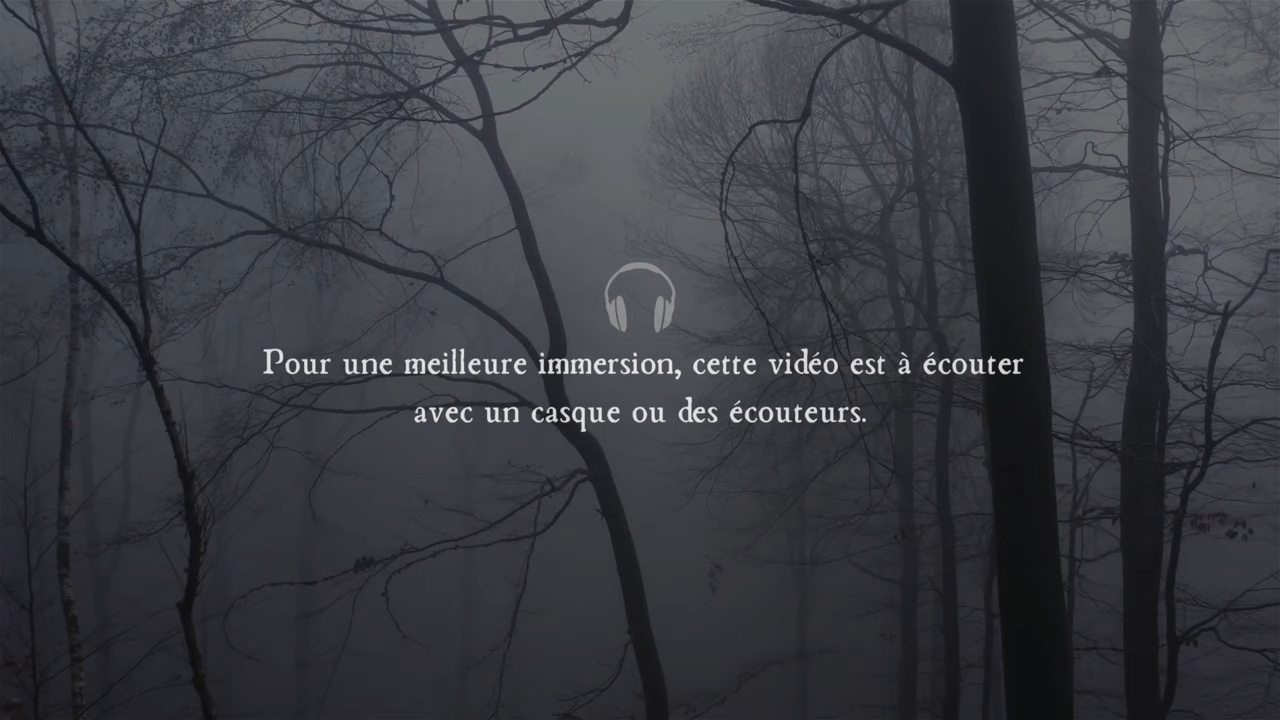 Pour une meilleure immersion, cette vidéo est à écouter
avec un casque ou des écouteurs.